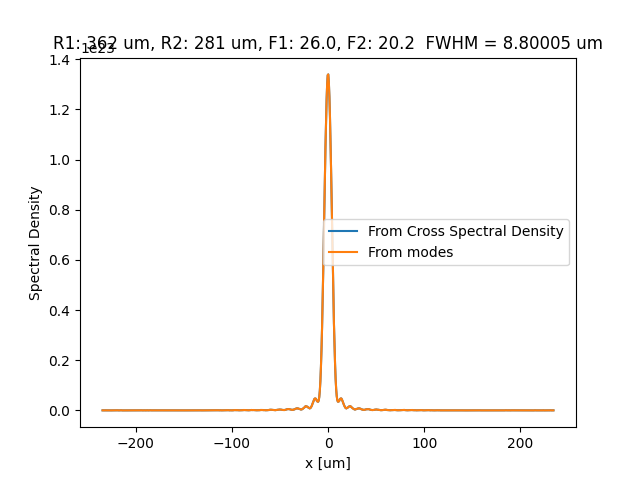 R1: 362 um, R2: 281 um, F1: 26.0, F2: 20.2  FWHM = 8.80005 um
1e23
1.4
1.2
1.0
0.8
0.6
0.4
0.2
0.0
Spectral Density
From Cross Spectral Density
From modes
−200
−100
0
100
200
x [um]